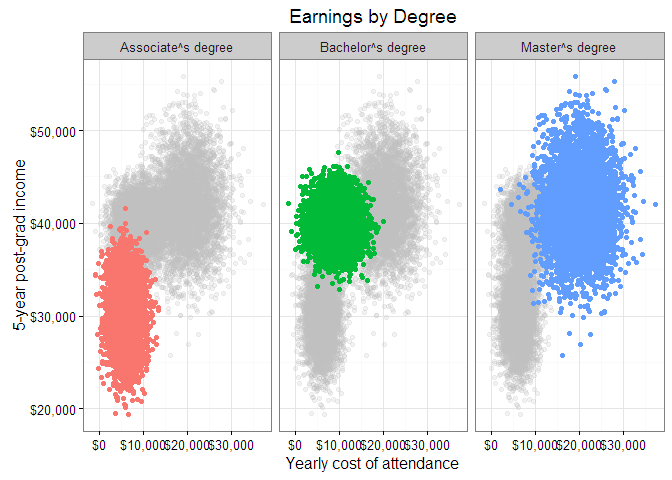 Earnings by Degree
Associate^s degree
Bachelor^s degree
Master^s degree
5-year post-grad income
$50,000
$40,000
$30,000
$20,000
$0 $10,000 $20,000 $30,000
$0 $10,000 $20,000 $30,000
$0 $10,000 $20,000 $30,000
Yearly cost of attendance